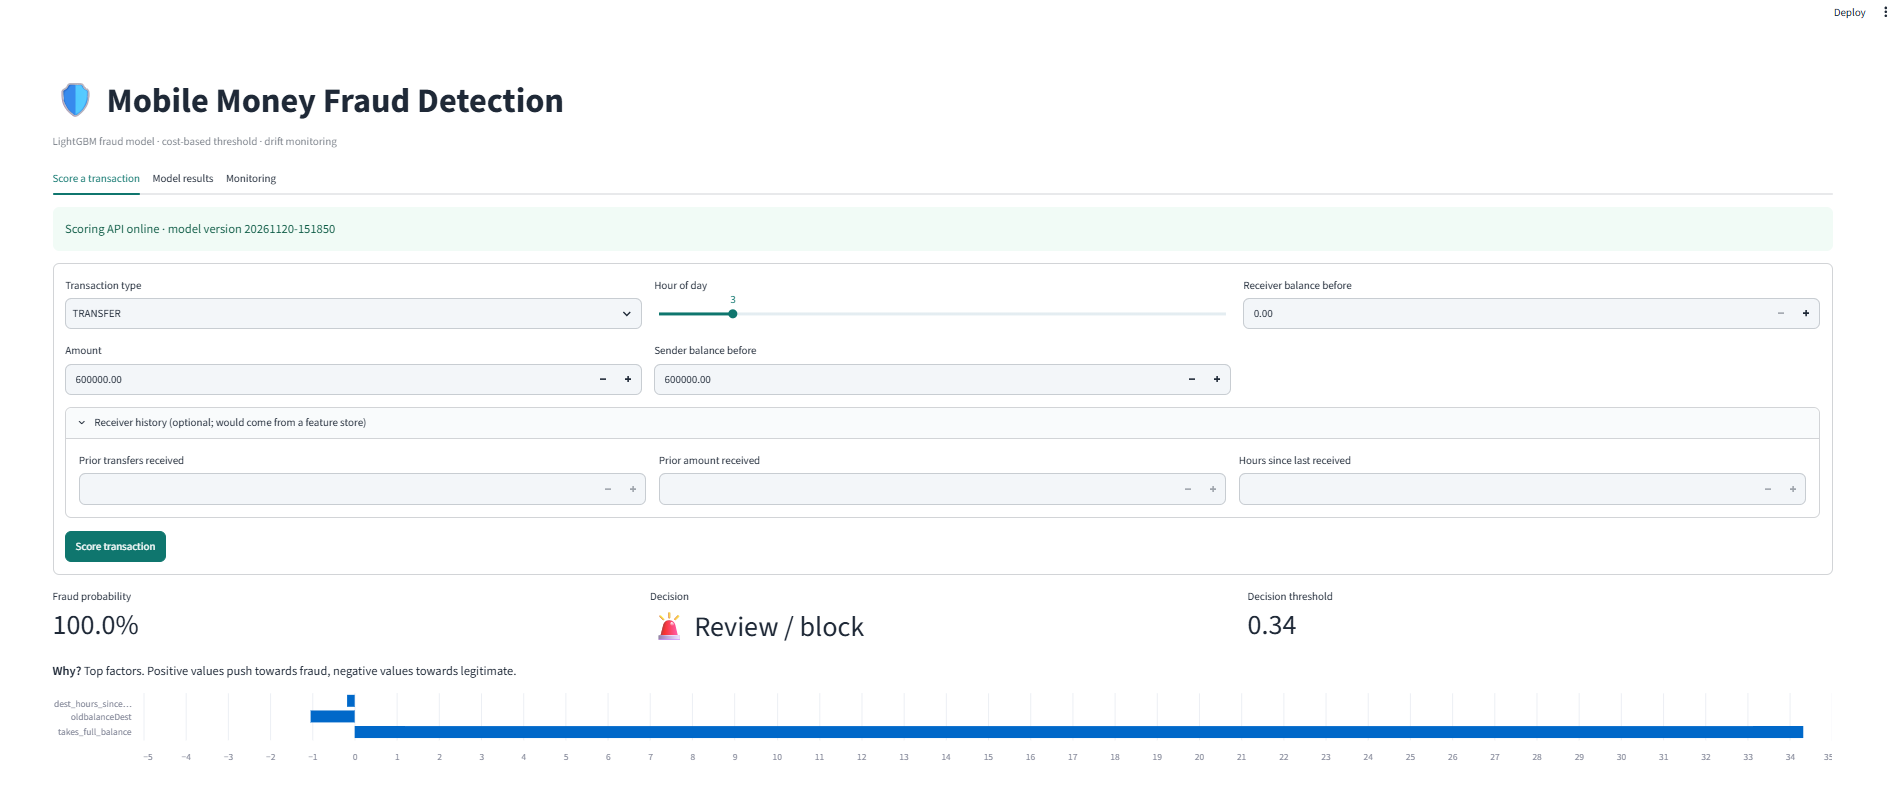 Deploy
Mobile Money Fraud Detection
LightGBM fraud model · cost-based threshold · drift monitoring
Score a transaction Model results Monitoring
Scoring API online · model version 20261120-151850
Transaction type Hour of day Receiver balance before
3
TRANSFER 0.00 − +
Amount Sender balance before
600000.00 − + 600000.00 − +
Receiver history (optional; would come from a feature store)
Prior transfers received Prior amount received Hours since last received
− + − + − +
Score transaction
Fraud probability Decision Decision threshold
100.0% Review / block 0.34
Why? Top factors. Positive values push towards fraud, negative values towards legitimate.
dest_hours_since…
oldbalanceDest
takes_full_balance
−5 −4 −3 −2 −1 0 1 2 3 4 5 6 7 8 9 10 11 12 13 14 15 16 17 18 19 20 21 22 23 24 25 26 27 28 29 30 31 32 33 34 35